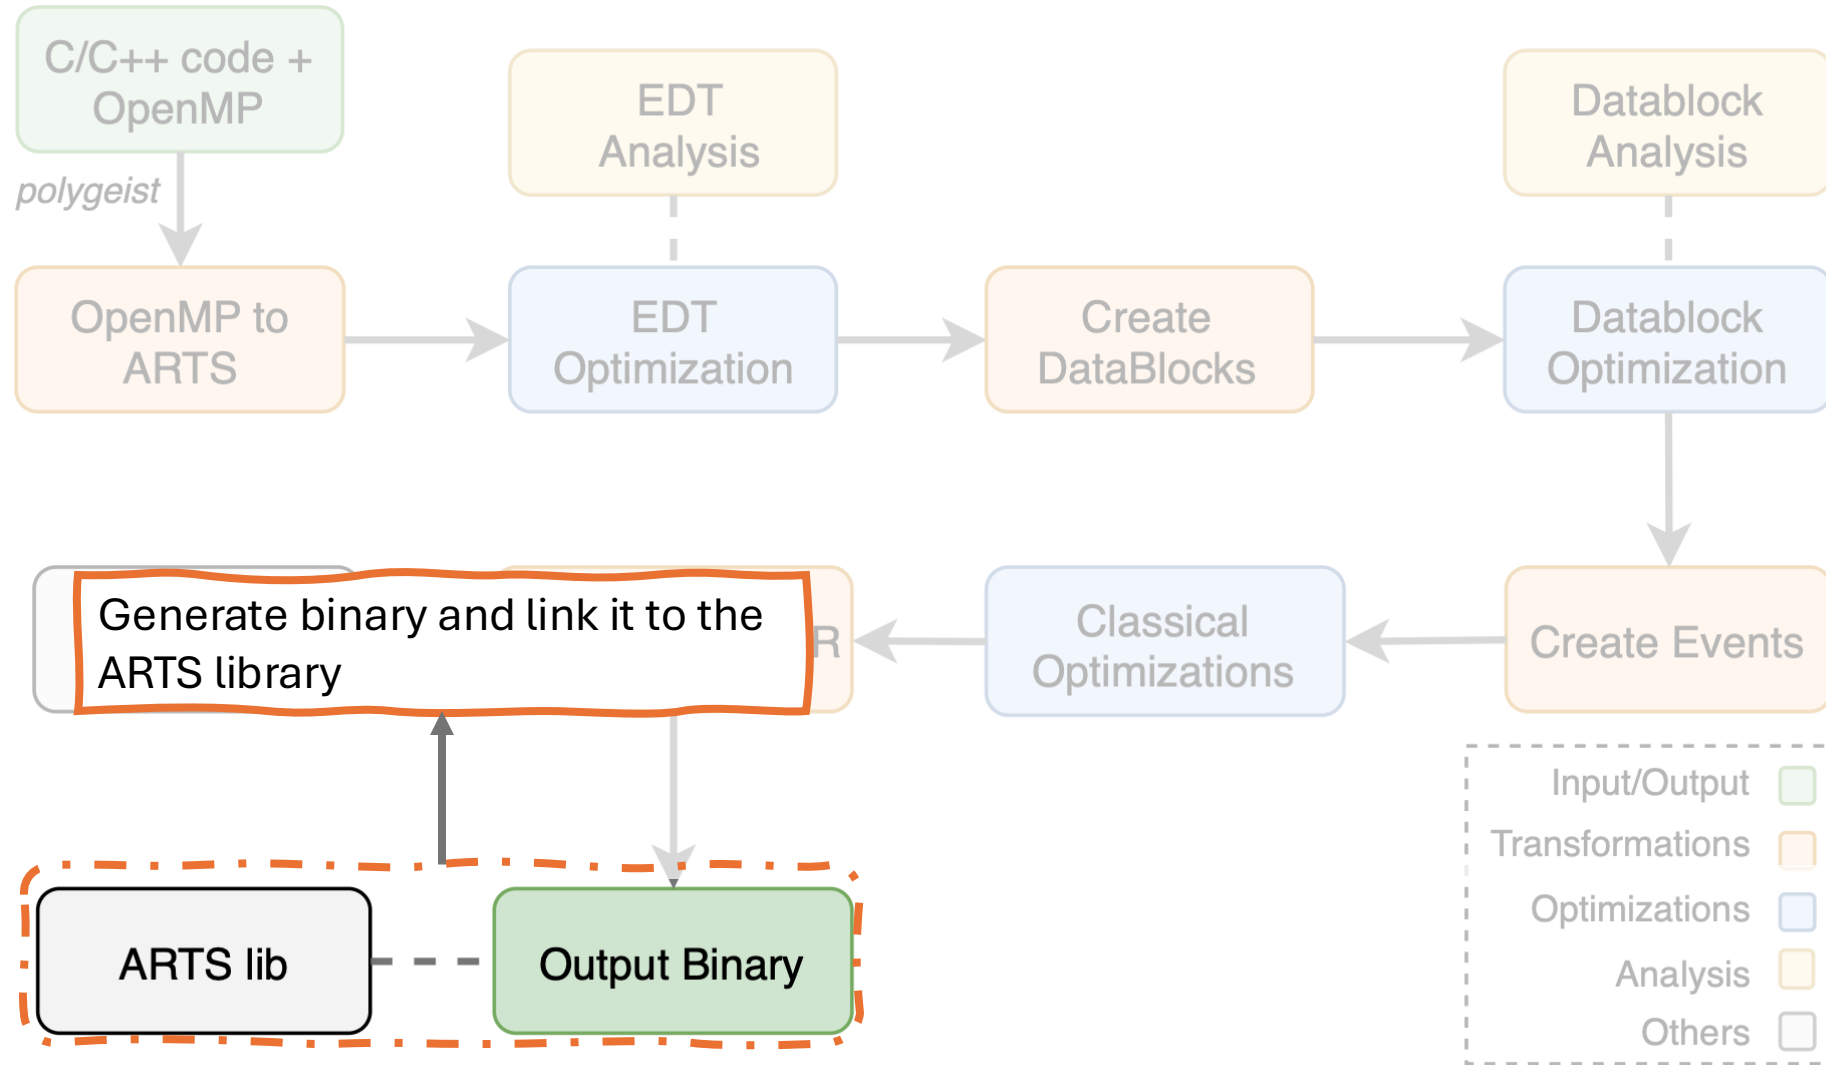 C/C++ code +
OpenMP
polygeist
EDT
Analysis
Datablock
Analysis
OpenMP to
ARTS
EDT
Optimization
Create
DataBlocks
Datablock
Optimization
Generate binary and link it to the
ARTS library
R
Classical
Optimizations
Create Events
ARTS lib
Output Binary
Input/Output
Transformations
Optimizations
Analysis
Others